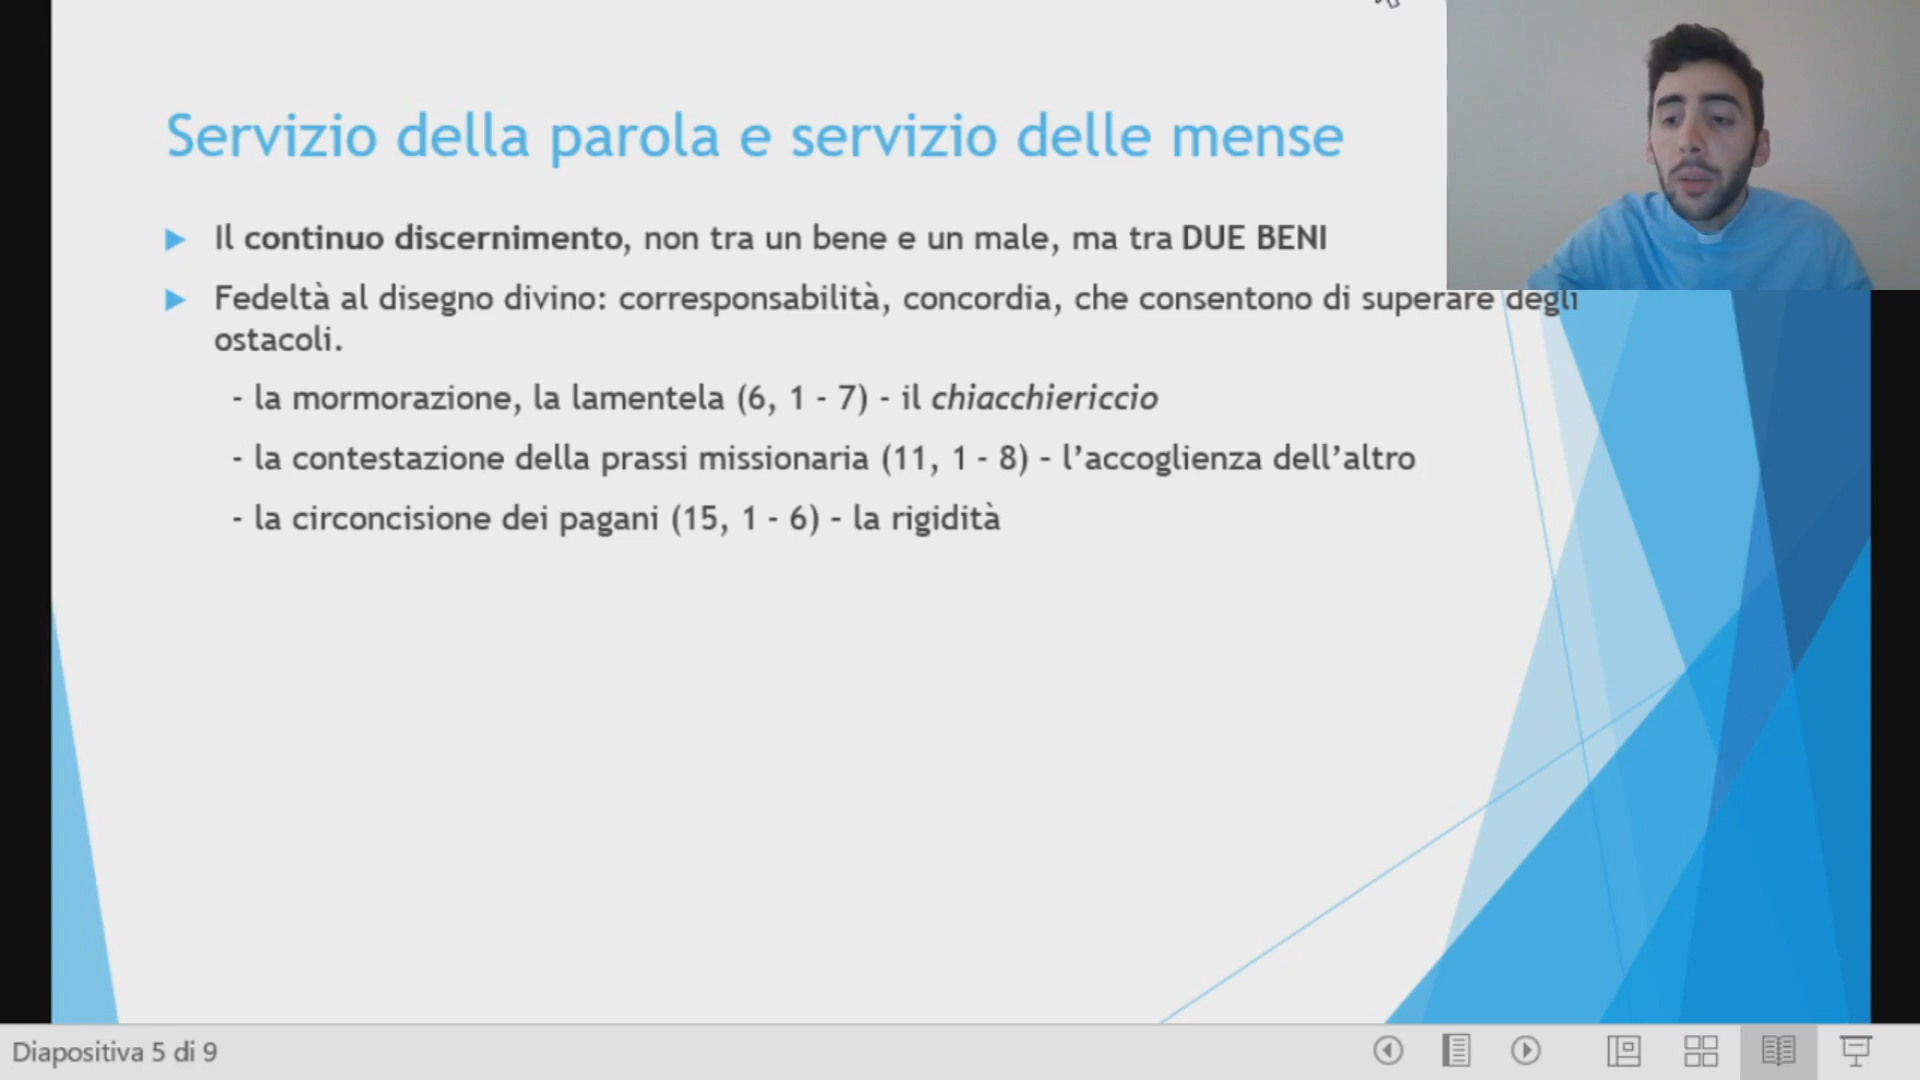 Servizio della parola e servizio delle mense
Il continuo discernimento, non tra un bene e un male, ma tra DUE BENI
Fedeltà al disegno divino: corresponsabilità, concordia, che consentono di superare degli
ostacoli.
- la mormorazione, la lamentela (6, 1 - 7) - il chiacchiericcio
- la contestazione della prassi missionaria (11, 1 - 8) - l’accoglienza dell’altro
- la circoncisione dei pagani (15, 1 - 6) - la rigidità
Diapositiva 5 di 9